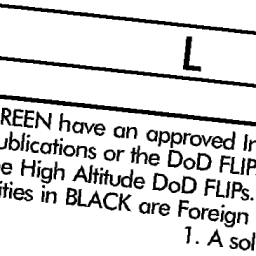 L
REEN have an approved In
ublications or the DoD FLIP
e High Altitude DoD FLIPs.
ities in BLACK are Foreign
1. A sol